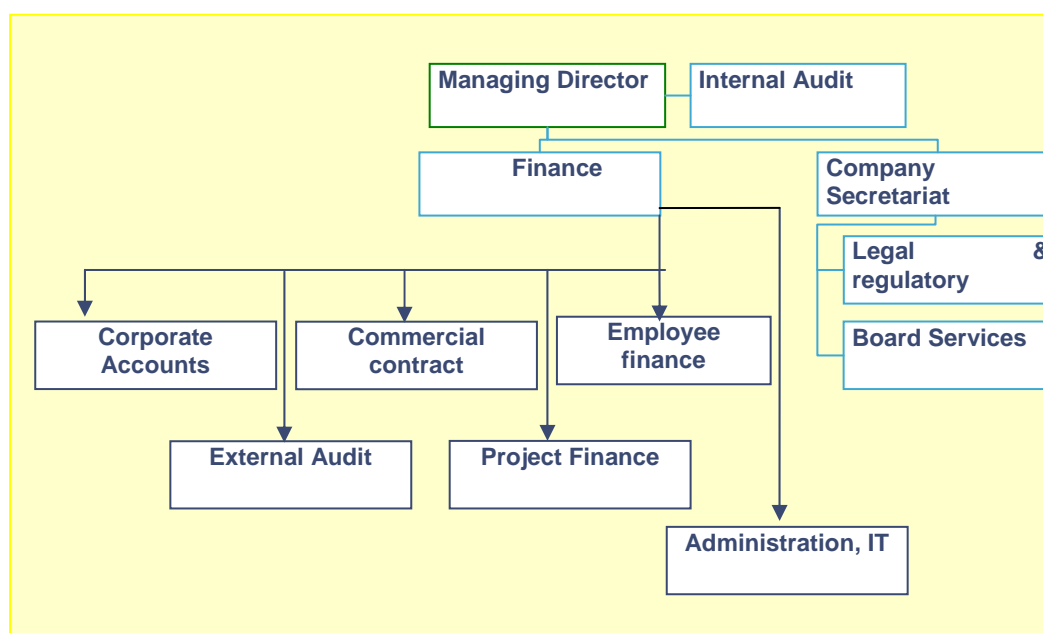 Managing Director
Internal Audit
Finance
Company
Secretariat
Legal &
regulatory
Corporate
Accounts
Commercial
contract
Employee
finance
Board Services
External Audit
Project Finance
Administration, IT